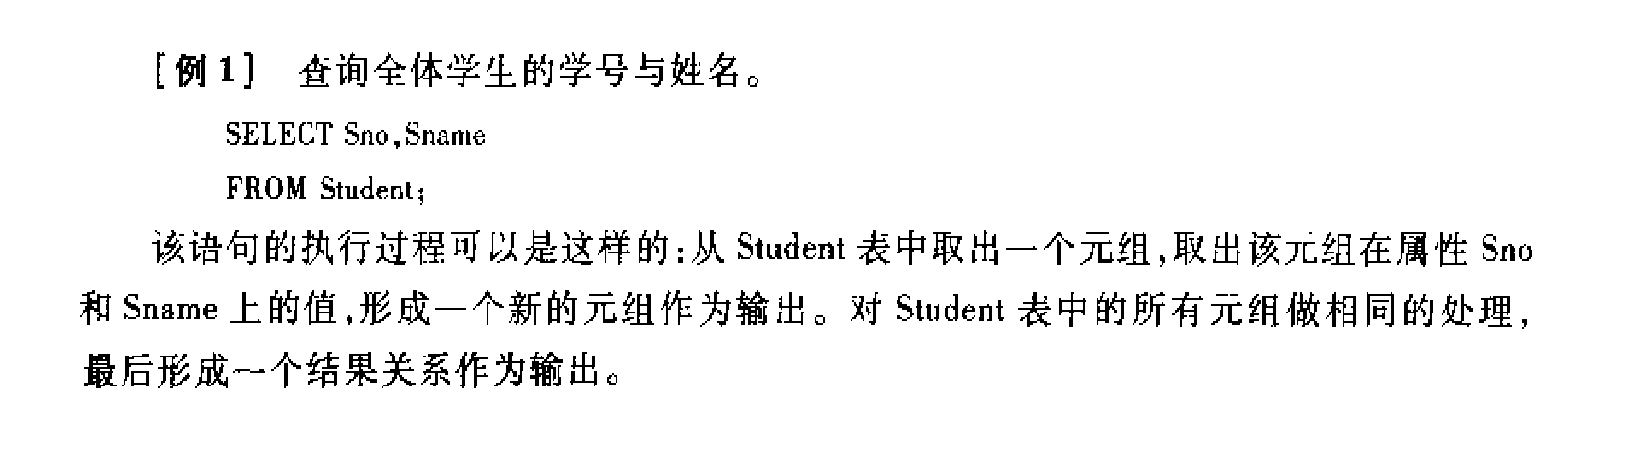 [例1] 查询全体学生的学号与姓名。
SELECT Sno,Sname
FROM Student;
该语句的执行过程可以是这样的:从 Student 表中取出一个元组,取出该元组在属性 Sno
和 Sname 上的值,形成一个新的元组作为输出。对 Student 表中的所有元组做相同的处理,
最后形成一个结果关系作为输出。